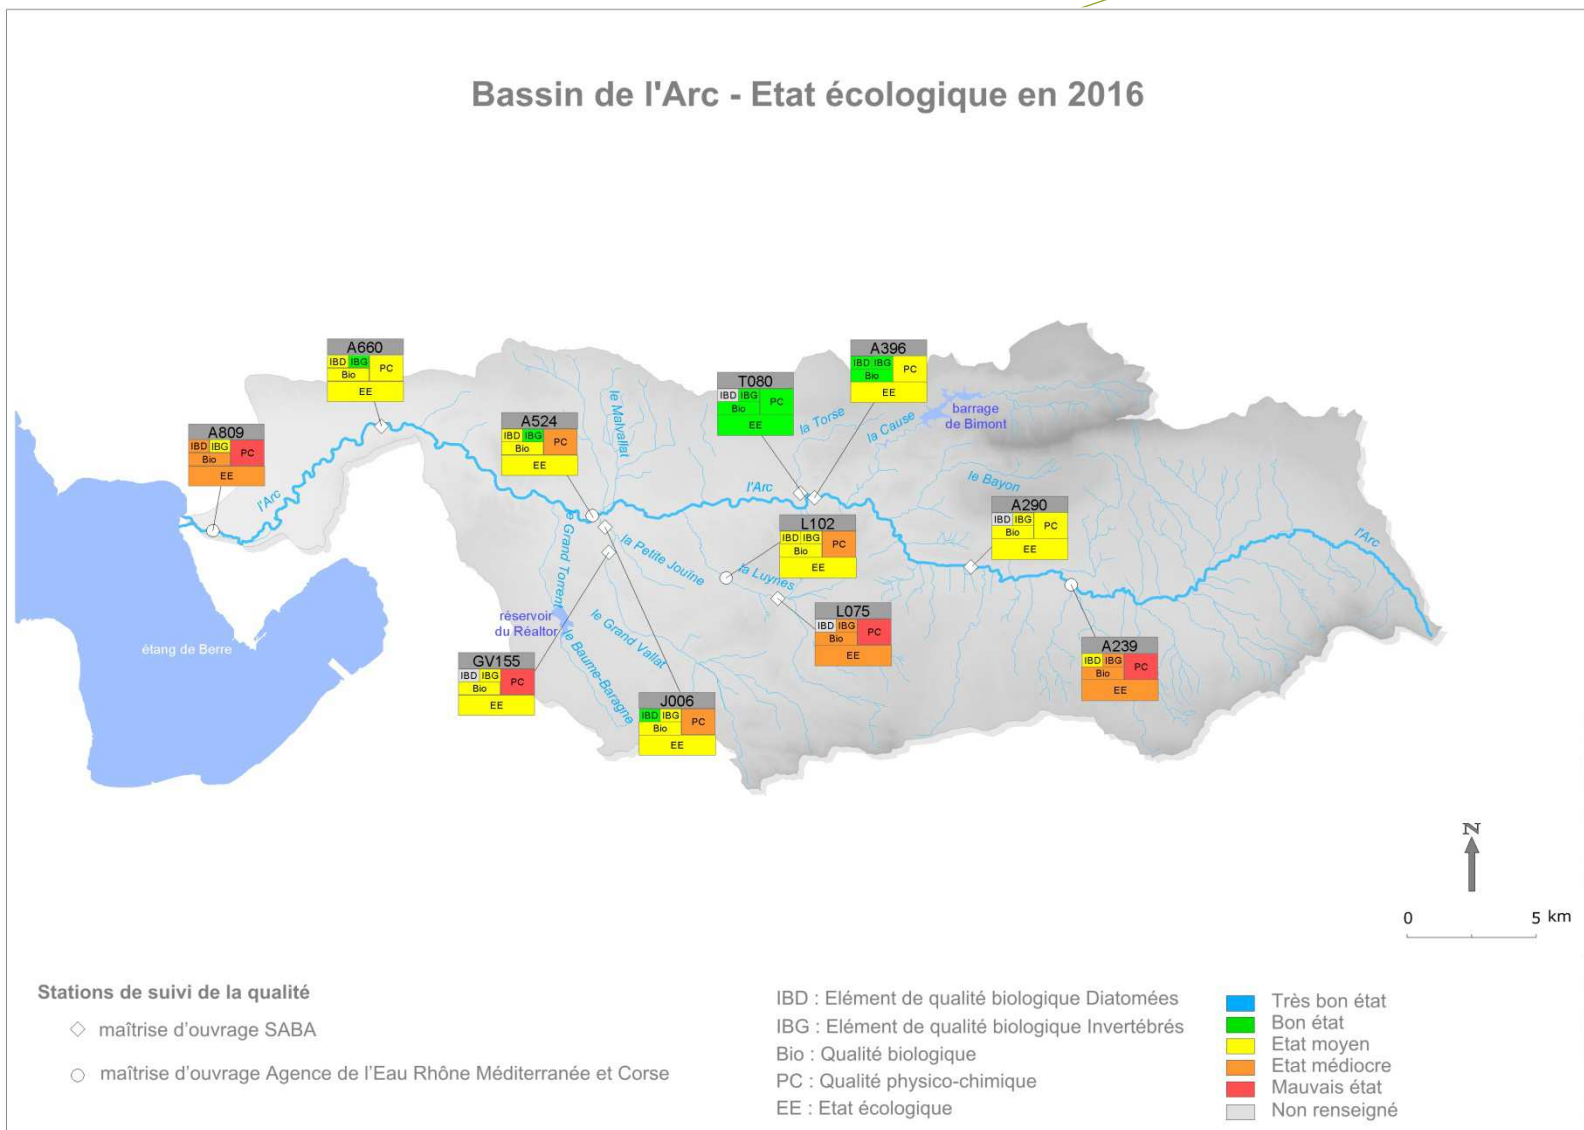 Bassin de l'Arc - Etat écologique en 2016
A660
IBD IBG PC
Bio
EE
A396
IBD IBG PC
Bio
EE
T080
IBD IBG PC
Bio
EE
A524
IBD IBG PC
Bio
EE
A809
IBD IBG PC
Bio
EE
le Malvallat
la Torse
la Cause
barrage
de Bimont
l'Arc
l'Arc
le Bayon
A290
IBD IBG PC
Bio
EE
l'Arc
L102
IBD IBG PC
Bio
EE
le Grand Torrent
la Petite Jouïne
la Luynes
L075
IBD IBG PC
Bio
EE
réservoir
du Réaltor
le Grand Vallat
le Baume-Baragne
étang de Berre
A239
IBD IBG PC
Bio
EE
GV155
IBD IBG PC
Bio
EE
J006
IBD IBG PC
Bio
EE
N
0 5 km
Stations de suivi de la qualité
maîtrise d'ouvrage SABA
maîtrise d'ouvrage Agence de l'Eau Rhône Méditerranée et Corse
IBD : Elément de qualité biologique Diatomées
IBG : Elément de qualité biologique Invertébrés
Bio : Qualité biologique
PC : Qualité physico-chimique
EE : Etat écologique
Très bon état
Bon état
Etat moyen
Etat médiocre
Mauvais état
Non renseigné